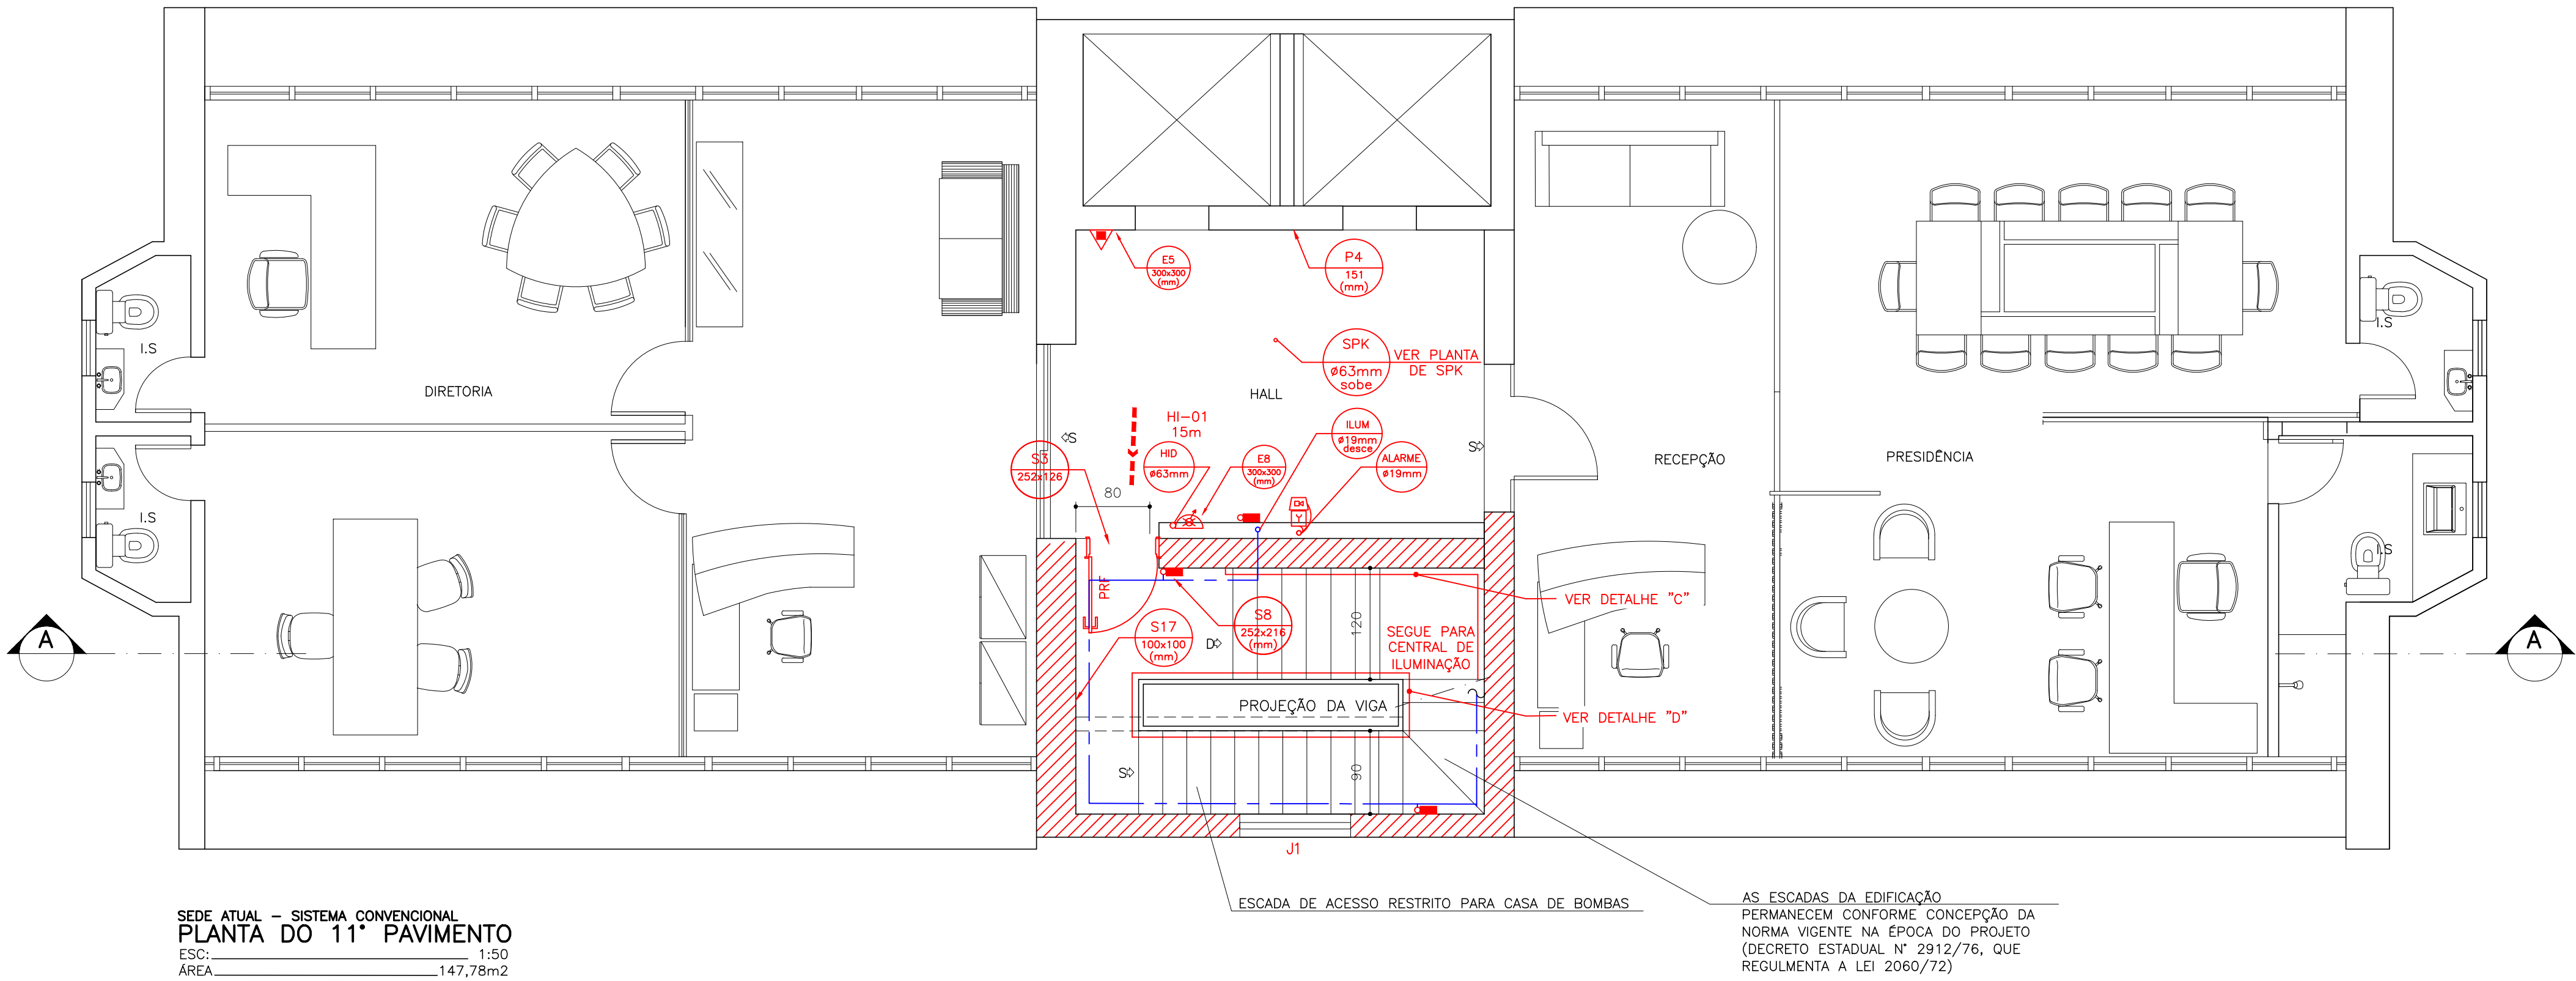 E5
300x300
(mm)
P4
151
(mm)
SPK
ø63mm
sobe
VER PLANTA
DE SPK
I.S
I.S
DIRETORIA
HALL
HI-01
15m
S
S
S3
252x126
HID
ø63mm
E8
300x300
(mm)
ILUM
ø19mm
desce
ALARME
ø19mm
RECEPÇÃO
PRESIDÊNCIA
80
I.S
I.S
PRF
S17
100x100
(mm)
S8
252x216
(mm)
D
120
VER DETALHE "C"
SEGUE PARA
CENTRAL DE
ILUMINAÇÃO
A
A
PROJEÇÃO DA VIGA
VER DETALHE "D"
S
90
J1
ESCADA DE ACESSO RESTRITO PARA CASA DE BOMBAS
AS ESCADAS DA EDIFICAÇÃO
PERMANECEM CONFORME CONCEPÇÃO DA
NORMA VIGENTE NA ÉPOCA DO PROJETO
(DECRETO ESTADUAL N° 2912/76, QUE
REGULMENTA A LEI 2060/72)
SEDE ATUAL – SISTEMA CONVENCIONAL
PLANTA DO 11° PAVIMENTO
ESC: 1:50
ÁREA 147,78m2